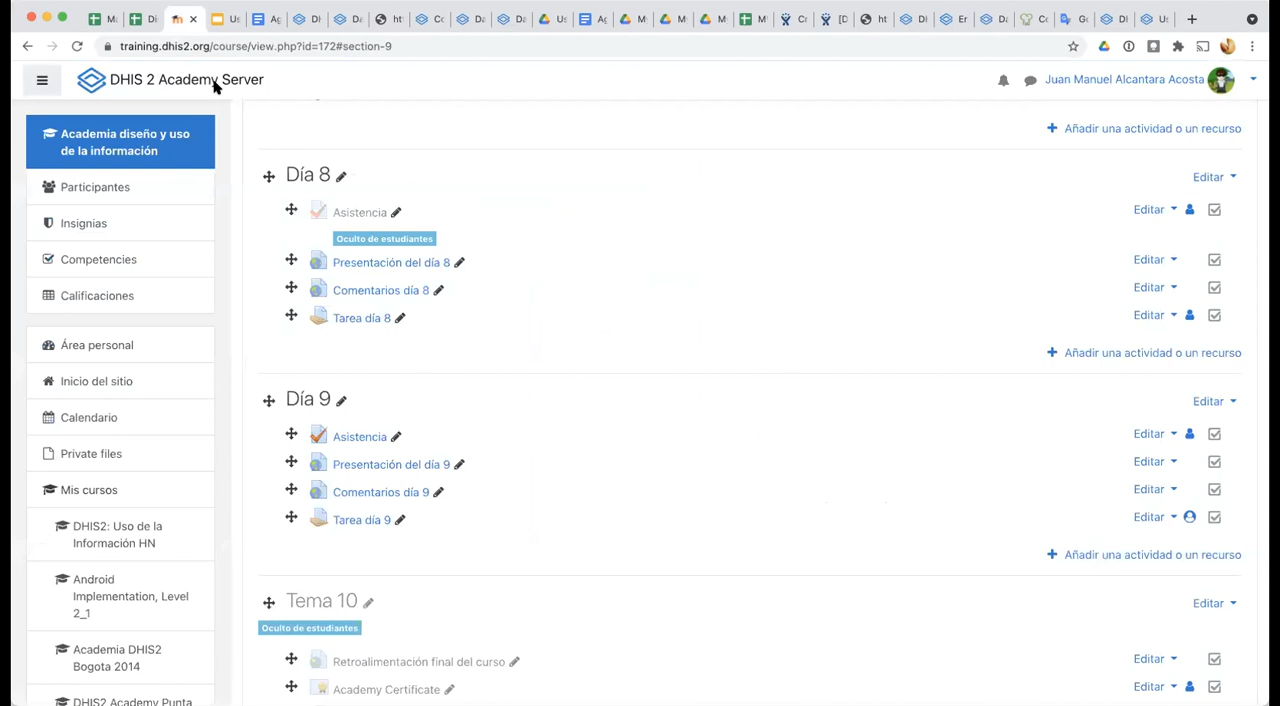 training.dhis2.org/course/view.php?id=172#section-9
DHIS 2 Academy Server
Juan Manuel Alcantara Acosta
Academia diseño y uso
de la información
Participantes
Insignias
Competencies
Calificaciones
Área personal
Inicio del sitio
Calendario
Private files
Mis cursos
DHIS2: Uso de la
Información HN
Android
Implementation, Level
2_1
Academia DHIS2
Bogota 2014
DHIS2 Academy Punta
Añadir una actividad o un recurso
Día 8
Editar
Asistencia
Editar
Oculto de estudiantes
Presentación del día 8
Editar
Comentarios día 8
Editar
Tarea día 8
Editar
Añadir una actividad o un recurso
Día 9
Editar
Asistencia
Editar
Presentación del día 9
Editar
Comentarios día 9
Editar
Tarea día 9
Editar
Añadir una actividad o un recurso
Tema 10
Editar
Oculto de estudiantes
Retroalimentación final del curso
Editar
Academy Certificate
Editar